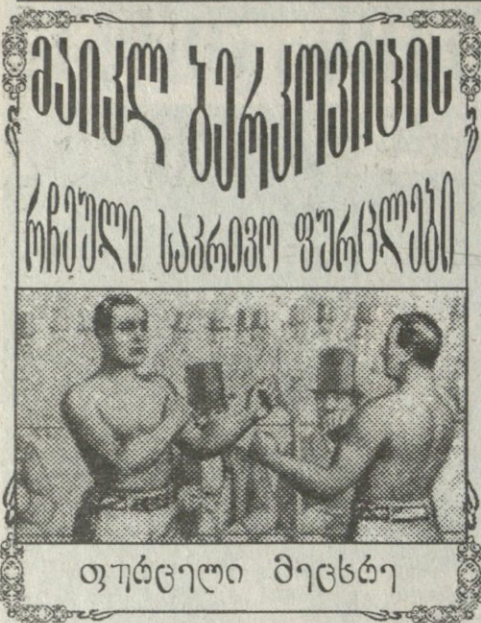 მაიკლ ბერკოვიცის
რჩეული საკრივო ფურცლები
ფურცელი მეცხრე